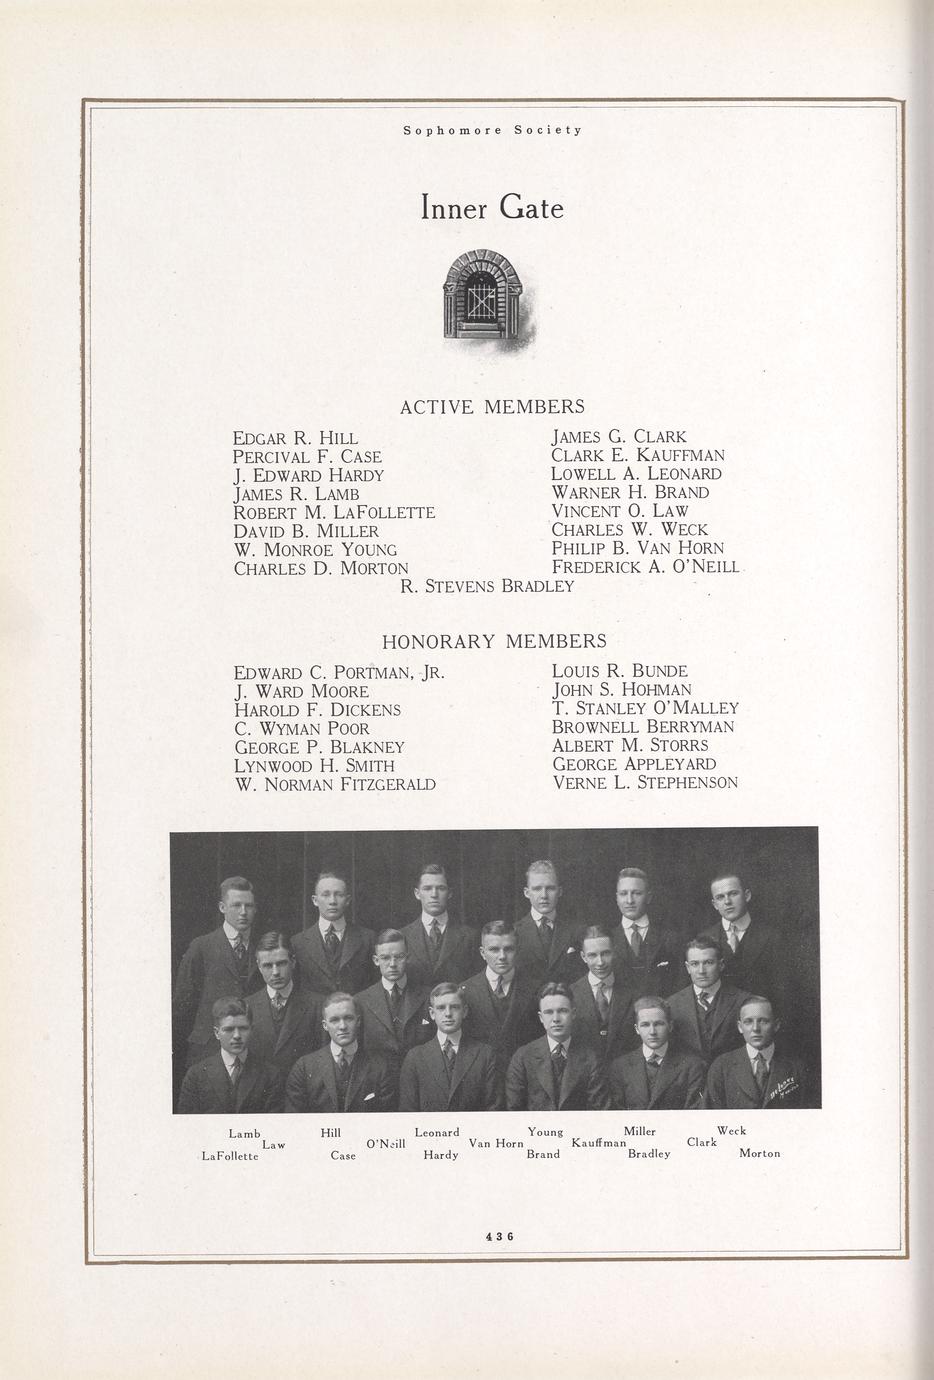 Sophomore Society
Inner Gate
ACTIVE MEMBERS
EDGAR R. HILL
PERCIVAL F. CASE
J. EDWARD HARDY
JAMES R. LAMB
ROBERT M. LAFOLLETTE
DAVID B. MILLER
W. MONROE YOUNG
CHARLES D. MORTON
JAMES G. CLARK
CLARK E. KAUFFMAN
LOWELL A. LEONARD
WARNER H. BRAND
VINCENT O. LAW
CHARLES W. WECK
PHILIP B. VAN HORN
FREDERICK A. O'NEILL
R. STEVENS BRADLEY
HONORARY MEMBERS
EDWARD C. PORTMAN, JR.
J. WARD MOORE
HAROLD F. DICKENS
C. WYMAN POOR
GEORGE P. BLAKNEY
LYNWOOD H. SMITH
W. NORMAN FITZGERALD
LOUIS R. BUNDE
JOHN S. HOHMAN
T. STANLEY O'MALLEY
BROWNELL BERRYMAN
ALBERT M. STORRS
GEORGE APPLEYARD
VERNE L. STEPHENSON
Lamb Hill Leonard Young Miller Weck
Law O'Neill Van Horn Kauffman Clark
LaFollette Case Hardy Brand Bradley Morton
436